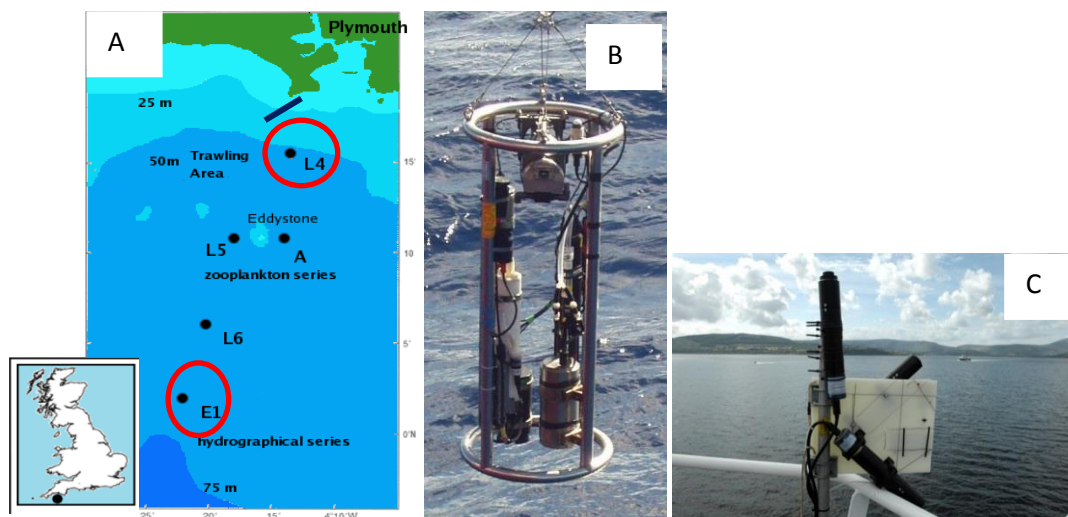 A
Plymouth
25 m
50m
Trawling
Area
L4
15'
Eddystone
L5
A
10'
zooplankton series
L6
5'
E1
hydrographical series
0'N
75 m
25'
20'
15'
4°10'W
B
C